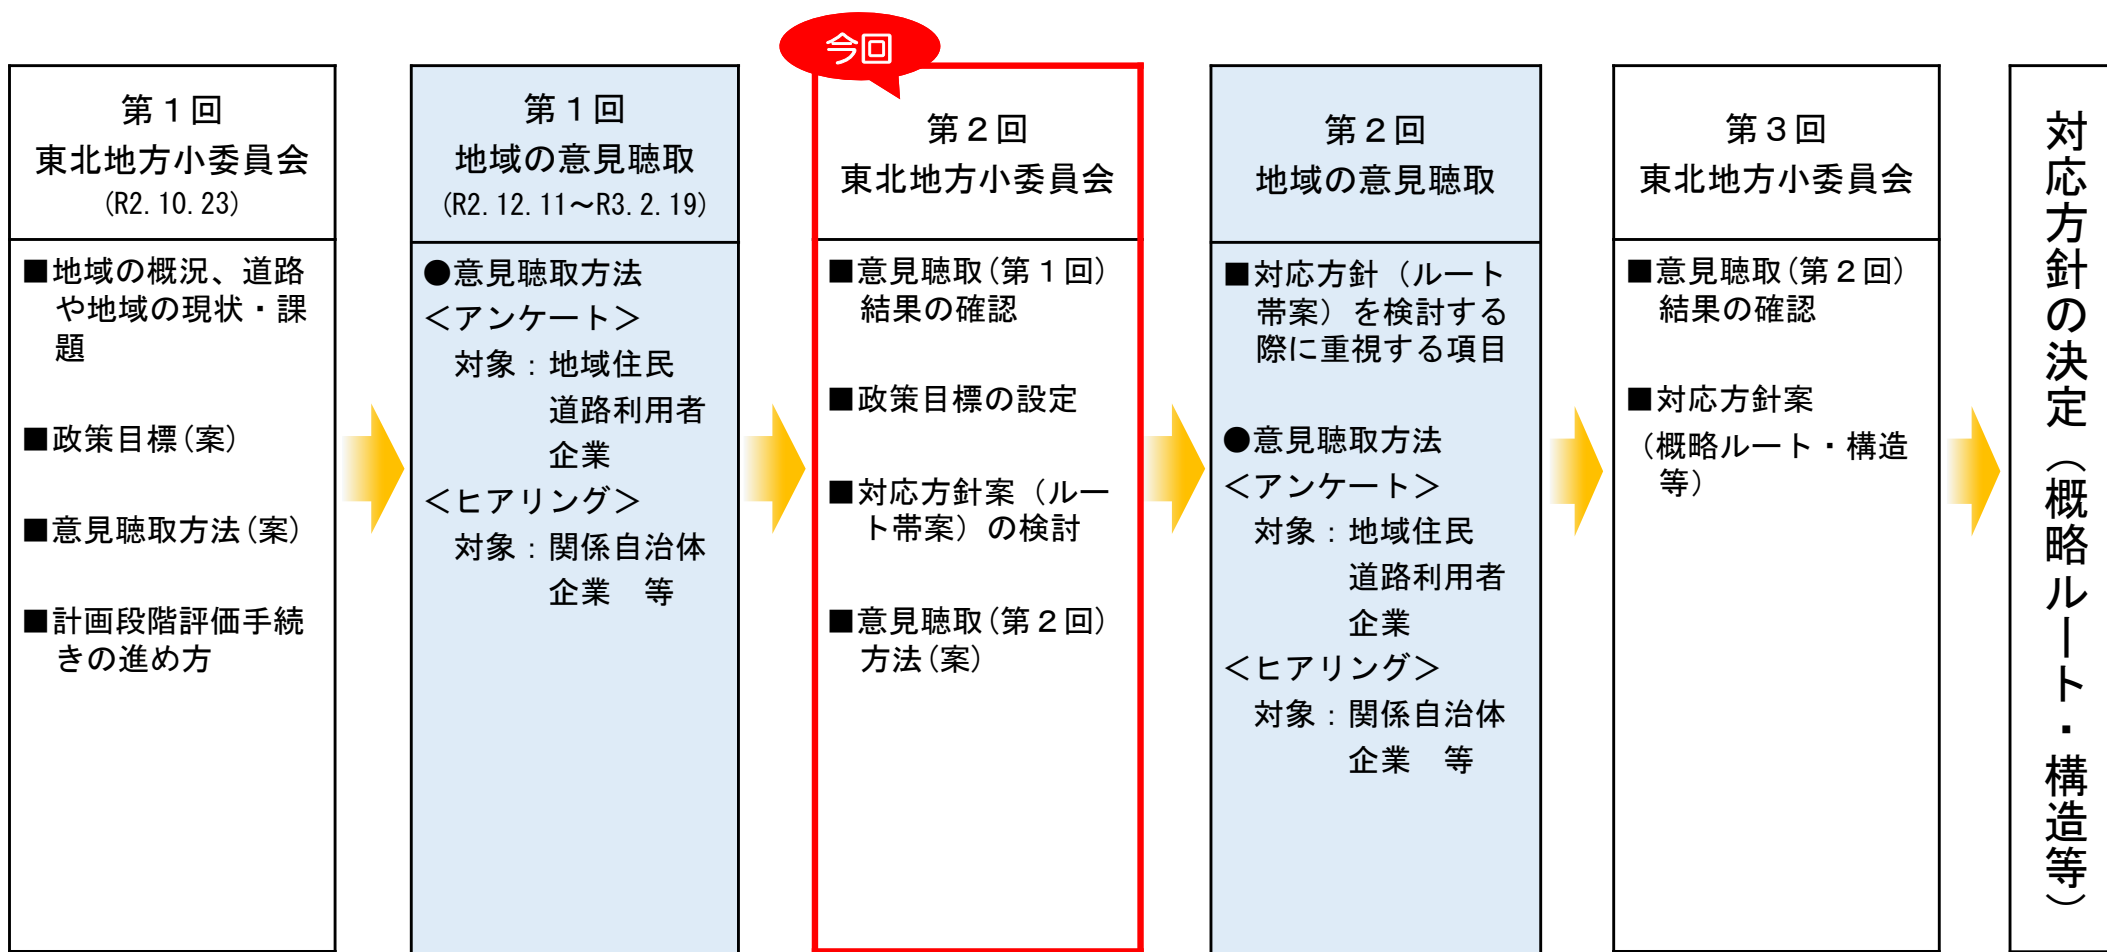 今回
第１回
東北地方小委員会
(R2.10.23)
■地域の概況、道路
や地域の現状・課
題
■政策目標(案)
■意見聴取方法(案)
■計画段階評価手続
きの進め方
第１回
地域の意見聴取
(R2.12.11～R3.2.19)
●意見聴取方法
＜アンケート＞
対象：地域住民
道路利用者
企業
＜ヒアリング＞
対象：関係自治体
企業　等
第２回
東北地方小委員会
■意見聴取(第１回)
結果の確認
■政策目標の設定
■対応方針案（ルー
ト帯案）の検討
■意見聴取(第２回)
方法(案)
第２回
地域の意見聴取
■対応方針（ルート
帯案）を検討する
際に重視する項目
●意見聴取方法
＜アンケート＞
対象：地域住民
道路利用者
企業
＜ヒアリング＞
対象：関係自治体
企業　等
第３回
東北地方小委員会
■意見聴取(第２回)
結果の確認
■対応方針案
（概略ルート・構造
等）
対応方針の決定（概略ルート・構造等）